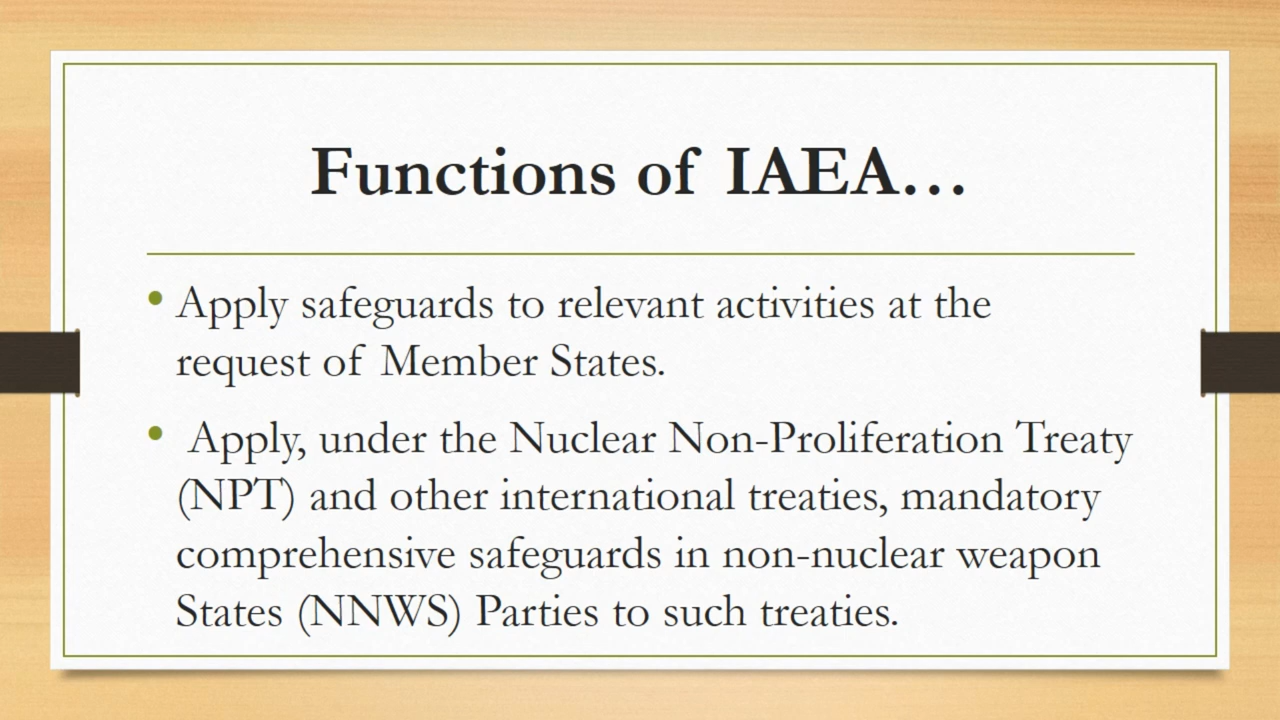 Functions of IAEA…
• Apply safeguards to relevant activities at the
request of Member States.
• Apply, under the Nuclear Non-Proliferation Treaty
(NPT) and other international treaties, mandatory
comprehensive safeguards in non-nuclear weapon
States (NNWS) Parties to such treaties.